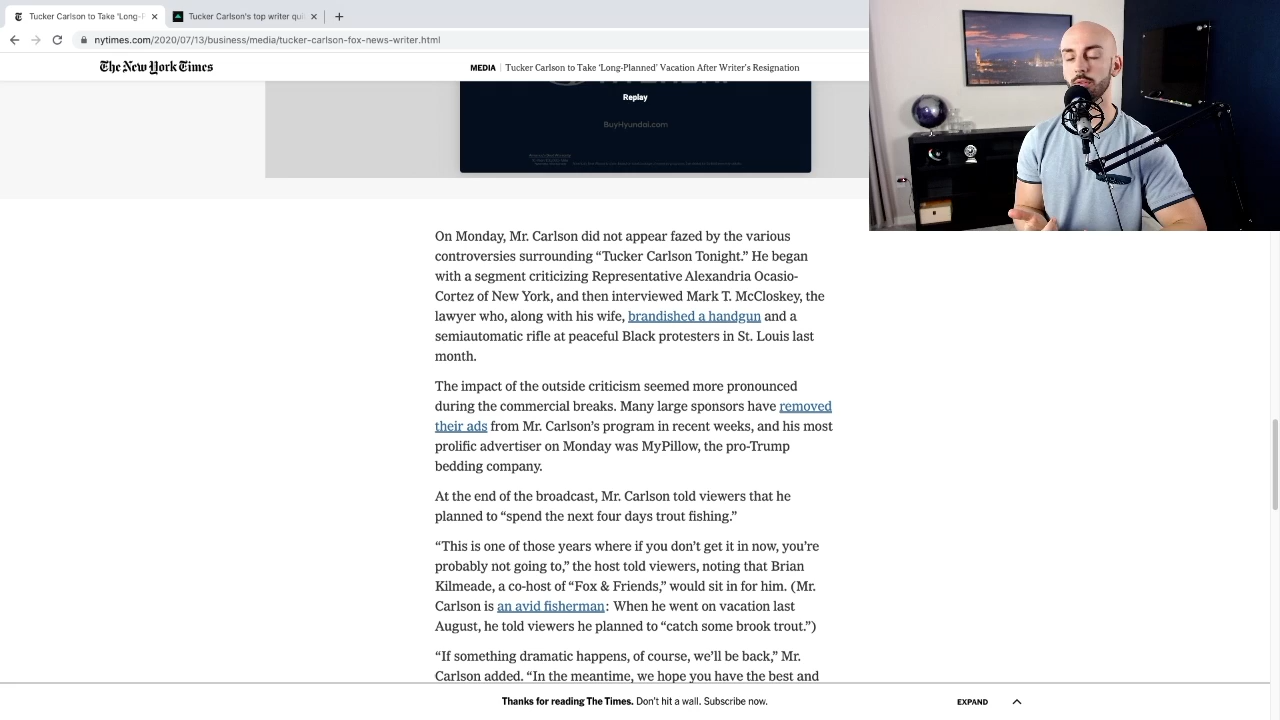 Tucker Carlson to Take ‘Long-P
Tucker Carlson's top writer qui
nytimes.com/2020/07/13/business/media/tucker-carlson-fox-news-writer.html
The New York Times
MEDIA | Tucker Carlson to Take ‘Long-Planned’ Vacation After Writer’s Resignation
Replay
BuyHyundai.com
On Monday, Mr. Carlson did not appear fazed by the various
controversies surrounding “Tucker Carlson Tonight.” He began
with a segment criticizing Representative Alexandria Ocasio-
Cortez of New York, and then interviewed Mark T. McCloskey, the
lawyer who, along with his wife, brandished a handgun and a
semiautomatic rifle at peaceful Black protesters in St. Louis last
month.
The impact of the outside criticism seemed more pronounced
during the commercial breaks. Many large sponsors have removed
their ads from Mr. Carlson’s program in recent weeks, and his most
prolific advertiser on Monday was MyPillow, the pro-Trump
bedding company.
At the end of the broadcast, Mr. Carlson told viewers that he
planned to “spend the next four days trout fishing.”
“This is one of those years where if you don’t get it in now, you’re
probably not going to,” the host told viewers, noting that Brian
Kilmeade, a co-host of “Fox & Friends,” would sit in for him. (Mr.
Carlson is an avid fisherman: When he went on vacation last
August, he told viewers he planned to “catch some brook trout.”)
“If something dramatic happens, of course, we’ll be back,” Mr.
Carlson added. “In the meantime, we hope you have the best and
Thanks for reading The Times. Don't hit a wall. Subscribe now.
EXPAND